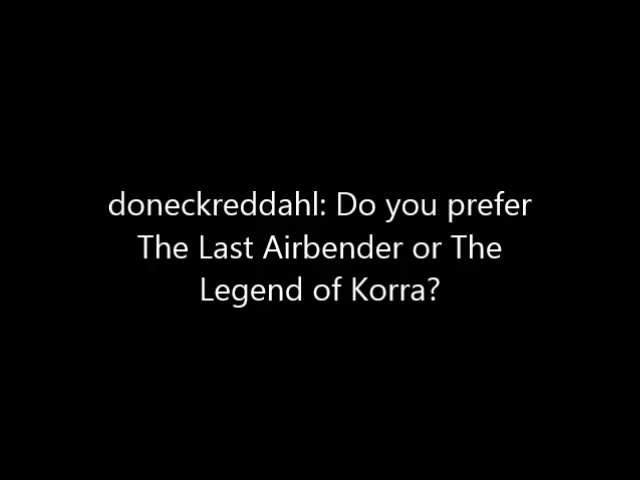 doneckreddahl: Do you prefer
The Last Airbender or The
Legend of Korra?